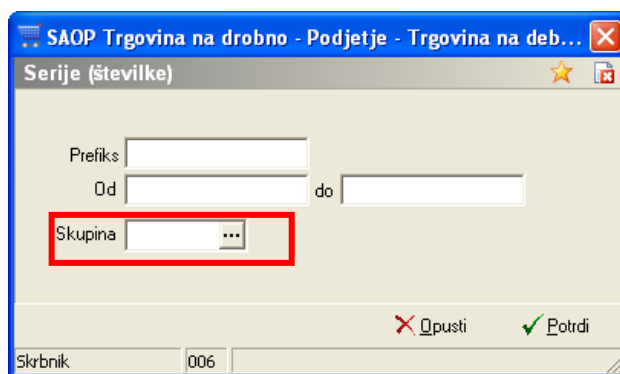 SAOP Trgovina na drobno - Podjetje - Trgovina na deb...
Serije (številke)
Prefiks
Od do
Skupina ...
Opusti Potrdi
Skrbnik 006